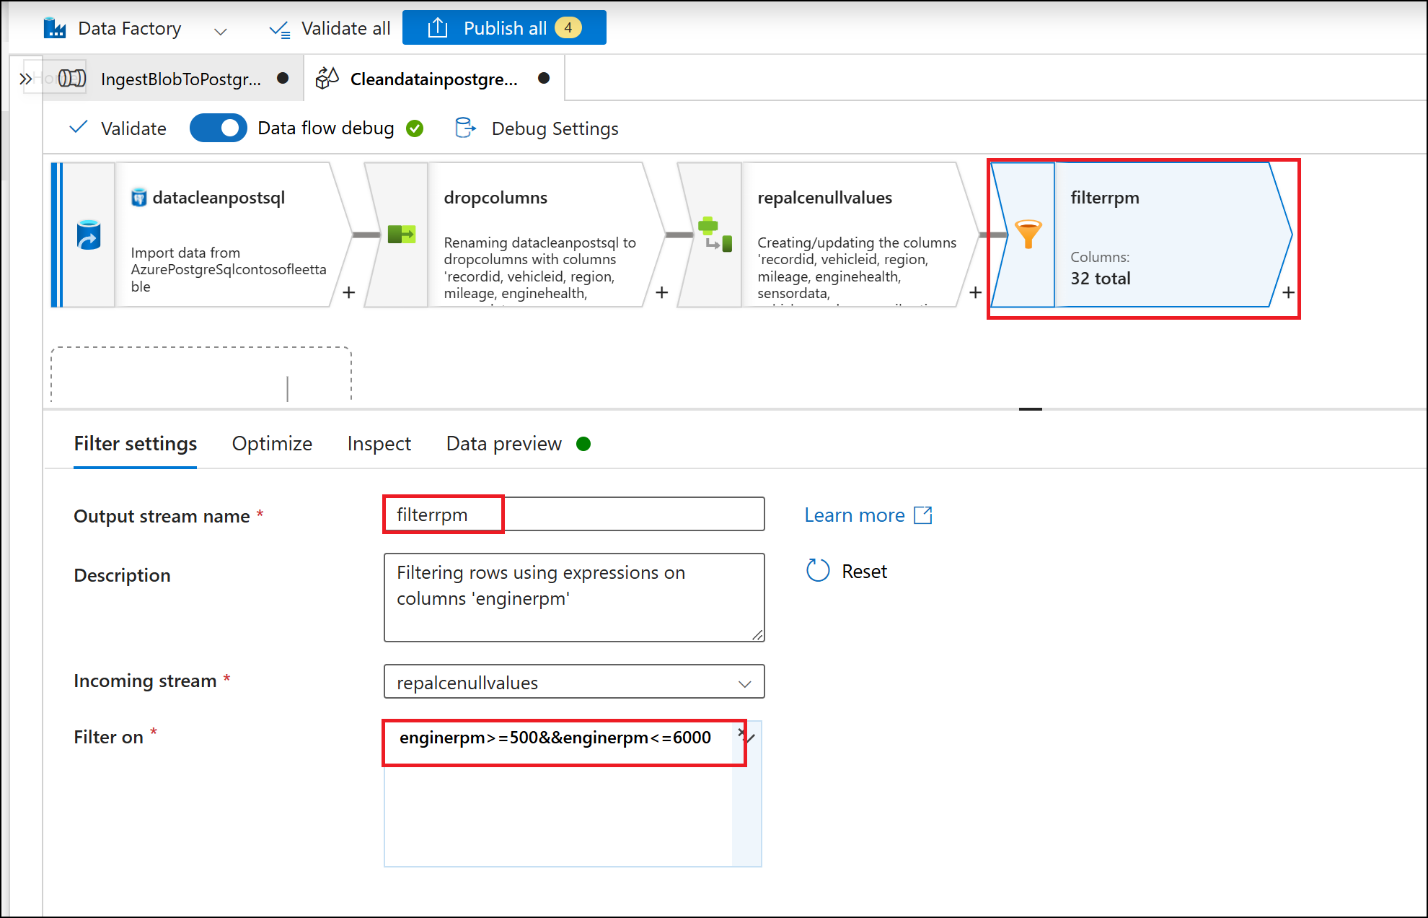 Data Factory
Validate all
Publish all 4
IngestBlobToPostgr...
Cleandatainpostgre...
Validate
Data flow debug
Debug Settings
datacleanpostsql
Import data from
AzurePostgreSqlcontosofleetta
ble
+
dropcolumns
Renaming datacleanpostsql to
dropcolumns with columns
'recordid, vehicleid, region,
mileage, enginehealth,
+
repalcenullvalues
Creating/updating the columns
'recordid, vehicleid, region,
mileage, enginehealth,
sensordata,
+
filterrpm
Columns:
32 total
+
Filter settings
Optimize
Inspect
Data preview
Output stream name *
filterrpm
Learn more
Description
Filtering rows using expressions on
columns 'enginerpm'
Reset
Incoming stream *
repalcenullvalues
Filter on *
enginerpm>=500&&enginerpm<=6000